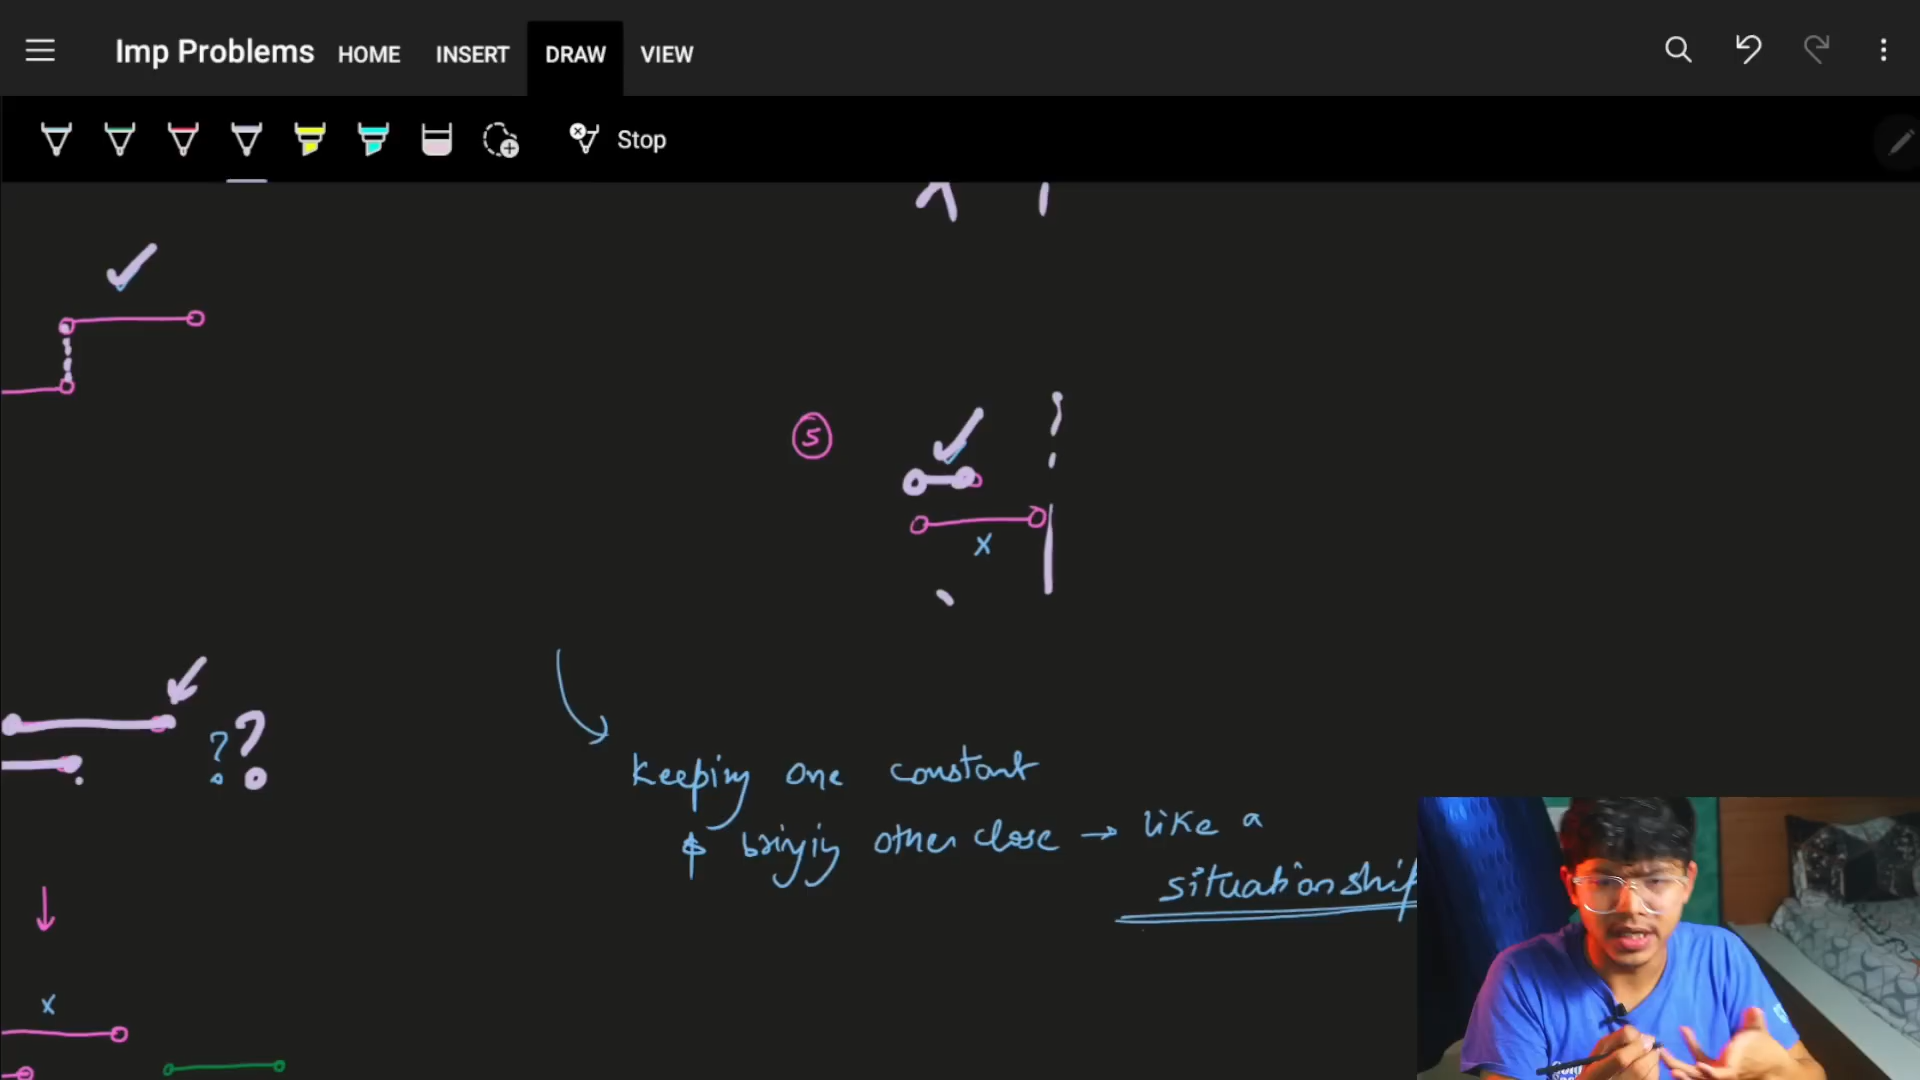 Imp Problems HOME INSERT DRAW VIEW
Stop
5
x
??
?
Keeping one constant
& bringing other close → like a
situationship
x